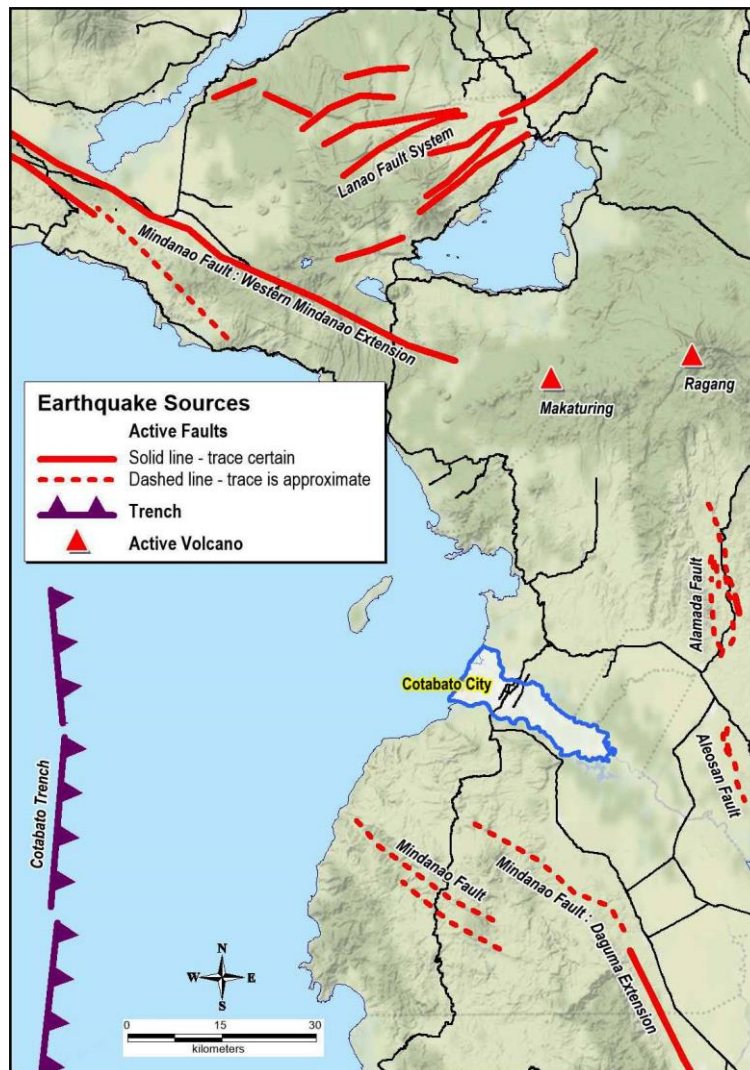 Lanao Fault System
Mindanao Fault : Western Mindanao Extension
Ragang
Makaturing
Earthquake Sources
Active Faults
Solid line - trace certain
Dashed line - trace is approximate
Trench
Active Volcano
Alamada Fault
Cotabato City
Aleosan Fault
Cotabato Trench
Mindanao Fault
Mindanao Fault : Daguma Extension
N
W E
S
0 15 30
kilometers